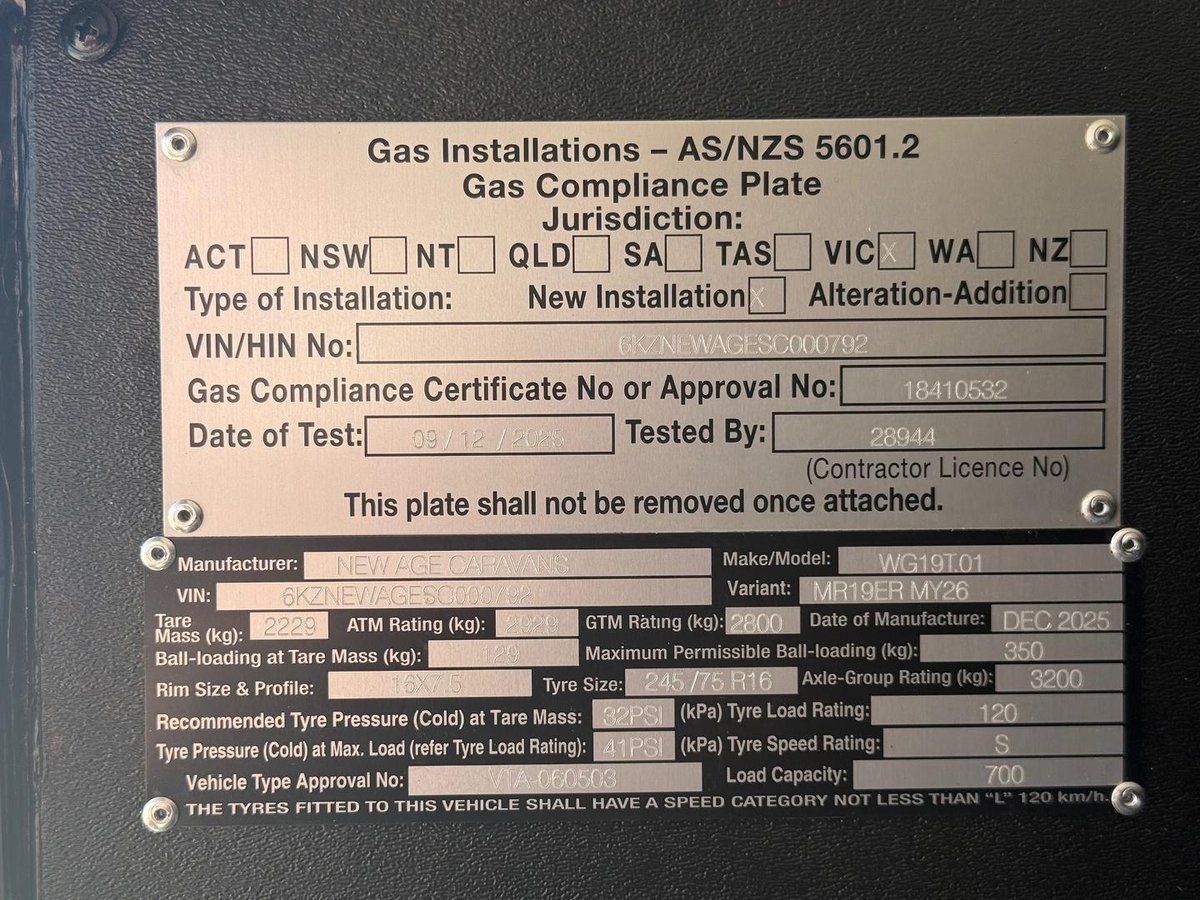 Gas Installations – AS/NZS 5601.2
Gas Compliance Plate
Jurisdiction:
ACT NSW NT QLD SA TAS VIC X WA NZ
Type of Installation: New Installation X Alteration-Addition
VIN/HIN No: 6KZNEWAGESC000792
Gas Compliance Certificate No or Approval No: 18410532
Date of Test: 09 / 12 / 2025 Tested By: 28944
(Contractor Licence No)
This plate shall not be removed once attached.
Manufacturer: NEW AGE CARAVANS Make/Model: WG19T.01
VIN: 6KZNEWAGESC000792 Variant: MR19ER MY26
Tare Mass (kg): 2229 ATM Rating (kg): 2929 GTM Rating (kg): 2800 Date of Manufacture: DEC 2025
Ball-loading at Tare Mass (kg): 129 Maximum Permissible Ball-loading (kg): 350
Rim Size & Profile: 16X7.5 Tyre Size: 245 /75 R16 Axle-Group Rating (kg): 3200
Recommended Tyre Pressure (Cold) at Tare Mass: 32PSI (kPa) Tyre Load Rating: 120
Tyre Pressure (Cold) at Max. Load (refer Tyre Load Rating): 41PSI (kPa) Tyre Speed Rating: S
Vehicle Type Approval No: VTA-060503 Load Capacity: 700
THE TYRES FITTED TO THIS VEHICLE SHALL HAVE A SPEED CATEGORY NOT LESS THAN “L” 120 km/h.